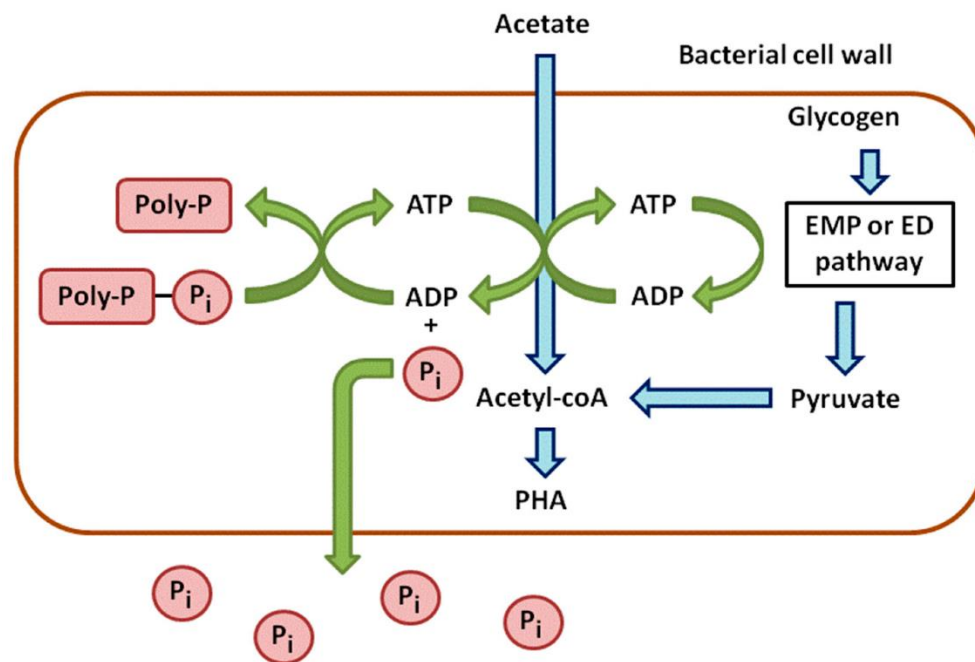 Acetate
Bacterial cell wall
Glycogen
Poly-P
ATP
ATP
EMP or ED
pathway
Poly-P
Pi
ADP
ADP
+
Pi
Acetyl-coA
Pyruvate
PHA
Pi
Pi
Pi
Pi